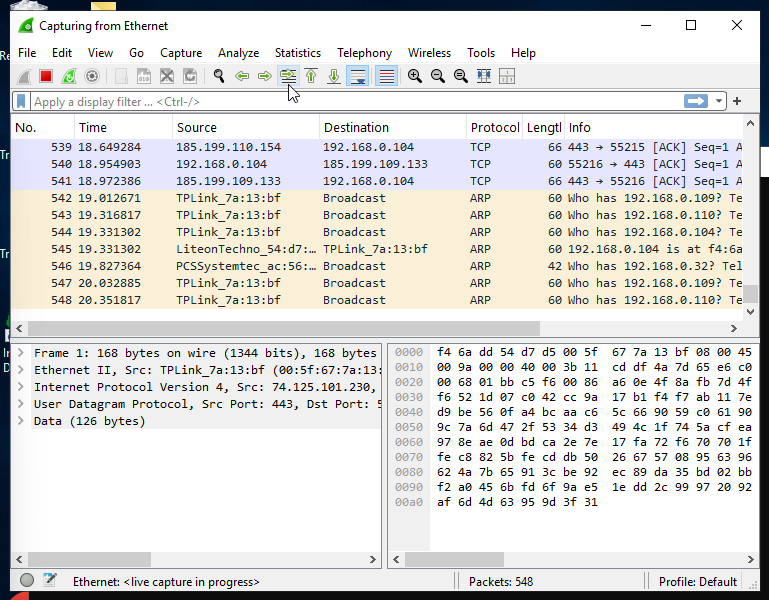 Capturing from Ethernet
File Edit View Go Capture Analyze Statistics Telephony Wireless Tools Help
Apply a display filter ... <Ctrl-/>
No. Time Source Destination Protocol Lengtl Info
539 18.649284 185.199.110.154 192.168.0.104 TCP 66 443 → 55215 [ACK] Seq=1 A
540 18.954903 192.168.0.104 185.199.109.133 TCP 60 55216 → 443 [ACK] Seq=1 A
541 18.972386 185.199.109.133 192.168.0.104 TCP 66 443 → 55216 [ACK] Seq=1 A
542 19.012671 TPLink_7a:13:bf Broadcast ARP 60 Who has 192.168.0.109? Te
543 19.316817 TPLink_7a:13:bf Broadcast ARP 60 Who has 192.168.0.110? Te
544 19.331302 TPLink_7a:13:bf Broadcast ARP 60 Who has 192.168.0.104? Te
545 19.331302 LiteonTechno_54:d7:… TPLink_7a:13:bf ARP 60 192.168.0.104 is at f4:6a
546 19.827364 PCSSystemtec_ac:56:… Broadcast ARP 42 Who has 192.168.0.32? Tel
547 20.032885 TPLink_7a:13:bf Broadcast ARP 60 Who has 192.168.0.109? Te
548 20.351817 TPLink_7a:13:bf Broadcast ARP 60 Who has 192.168.0.110? Te
Frame 1: 168 bytes on wire (1344 bits), 168 bytes
Ethernet II, Src: TPLink_7a:13:bf (00:5f:67:7a:13:
Internet Protocol Version 4, Src: 74.125.101.230,
User Datagram Protocol, Src Port: 443, Dst Port: 5
Data (126 bytes)
0000 f4 6a dd 54 d7 d5 00 5f 67 7a 13 bf 08 00 45
0010 00 9a 00 00 40 00 3b 11 cd df 4a 7d 65 e6 c0
0020 00 68 01 bb c5 f6 00 86 a6 0e 4f 8a fb 7d 4f
0030 f6 52 1d 07 c0 42 cc 9a 17 b1 f4 f7 ab 11 7e
0040 d9 be 56 0f a4 bc aa c6 5c 66 90 59 c0 61 90
0050 9c 7a 6d 47 2f 53 34 d3 49 4c 1f 74 5a cf ea
0060 97 8e ae 0d bd ca 2e 7e 17 fa 72 f6 70 70 1f
0070 fe c8 82 5b fe cd db 50 26 67 57 08 95 63 96
0080 62 4a 7b 65 91 3c be 92 ec 89 da 35 bd 02 bb
0090 f2 a0 45 6b fd 6f 9a e5 1e dd 2c 99 97 20 92
00a0 af 6d 4d 63 95 9d 3f 31
Ethernet: <live capture in progress> Packets: 548 Profile: Default